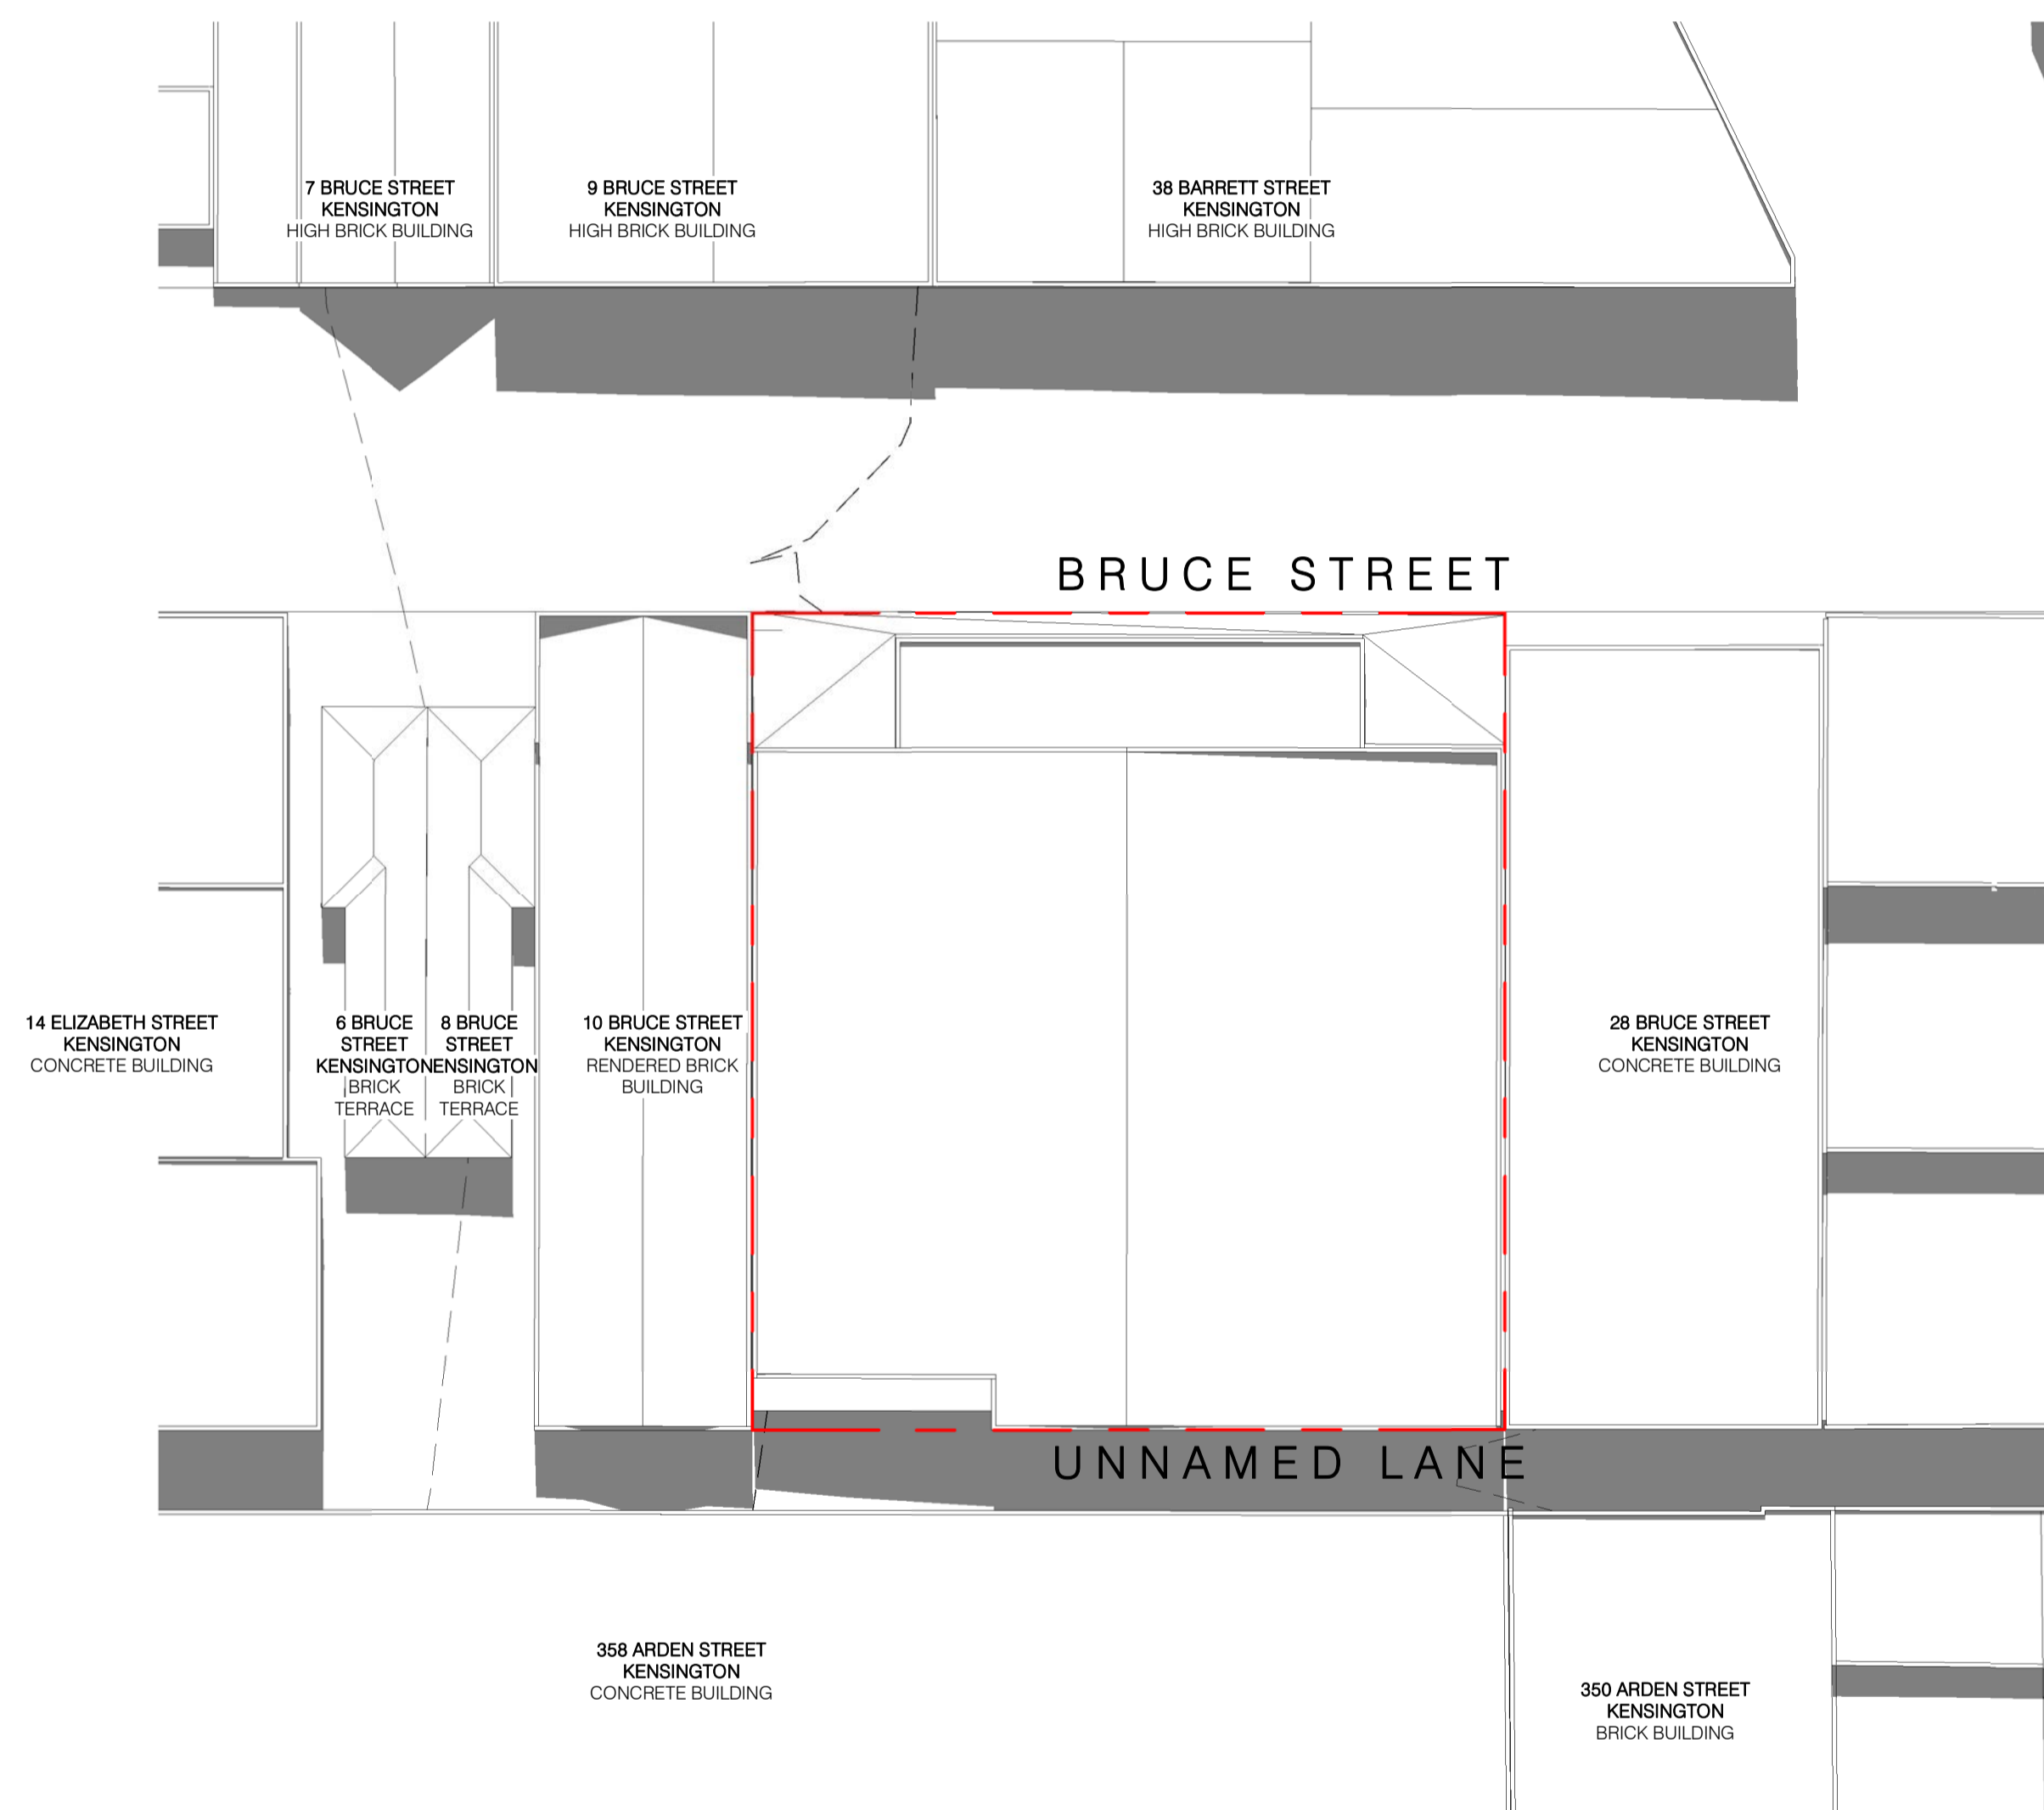 7 BRUCE STREET
KENSINGTON
HIGH BRICK BUILDING
9 BRUCE STREET
KENSINGTON
HIGH BRICK BUILDING
38 BARRETT STREET
KENSINGTON
HIGH BRICK BUILDING
BRUCE STREET
14 ELIZABETH STREET
KENSINGTON
CONCRETE BUILDING
6 BRUCE
STREET
KENSINGTON
BRICK
TERRACE
8 BRUCE
STREET
ENSINGTON
BRICK
TERRACE
10 BRUCE STREET
KENSINGTON
RENDERED BRICK
BUILDING
28 BRUCE STREET
KENSINGTON
CONCRETE BUILDING
UNNAMED LANE
358 ARDEN STREET
KENSINGTON
CONCRETE BUILDING
350 ARDEN STREET
KENSINGTON
BRICK BUILDING